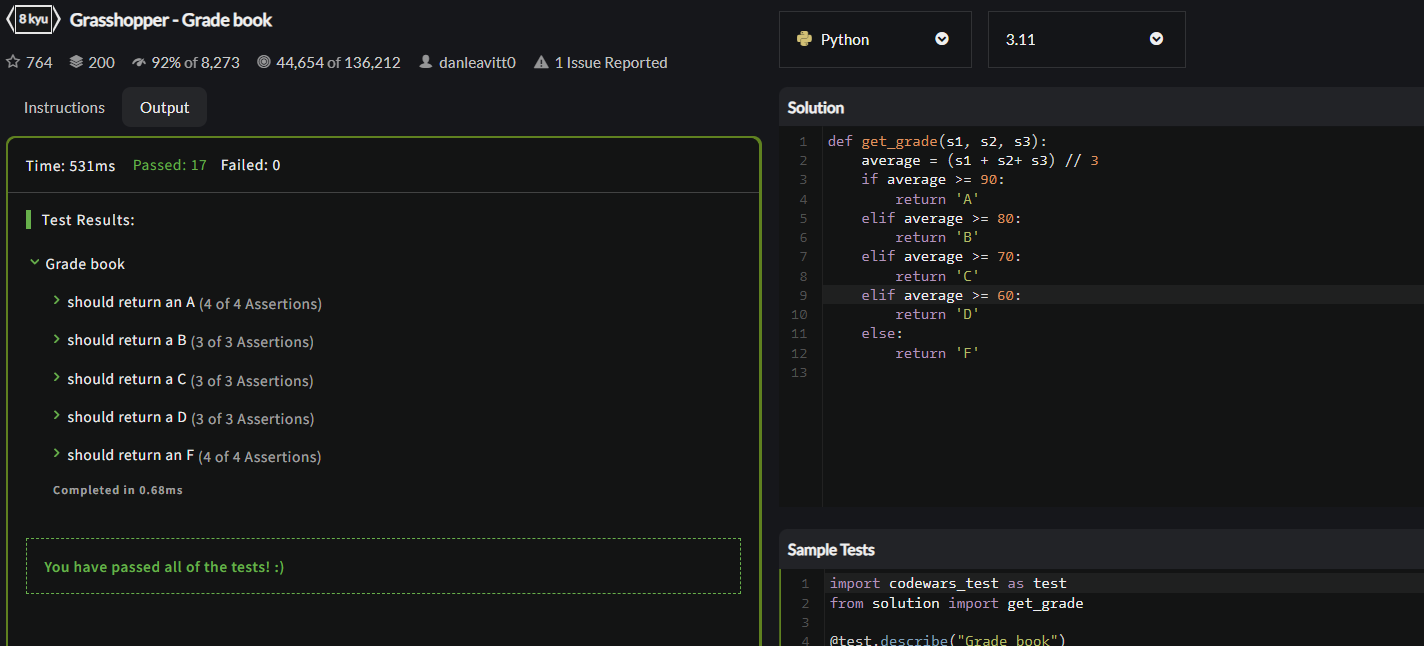 8 kyu Grasshopper - Grade book
764 200 92% of 8,273 44,654 of 136,212 danleavitt0 1 Issue Reported
Instructions Output
Time: 531ms Passed: 17 Failed: 0
Test Results:
Grade book
should return an A (4 of 4 Assertions)
should return a B (3 of 3 Assertions)
should return a C (3 of 3 Assertions)
should return a D (3 of 3 Assertions)
should return an F (4 of 4 Assertions)
Completed in 0.68ms
You have passed all of the tests! :)
Python 3.11
Solution
1 def get_grade(s1, s2, s3):
2     average = (s1 + s2+ s3) // 3
3     if average >= 90:
4         return 'A'
5     elif average >= 80:
6         return 'B'
7     elif average >= 70:
8         return 'C'
9     elif average >= 60:
10         return 'D'
11     else:
12         return 'F'
13
Sample Tests
1 import codewars_test as test
2 from solution import get_grade
3
4 @test.describe("Grade book")